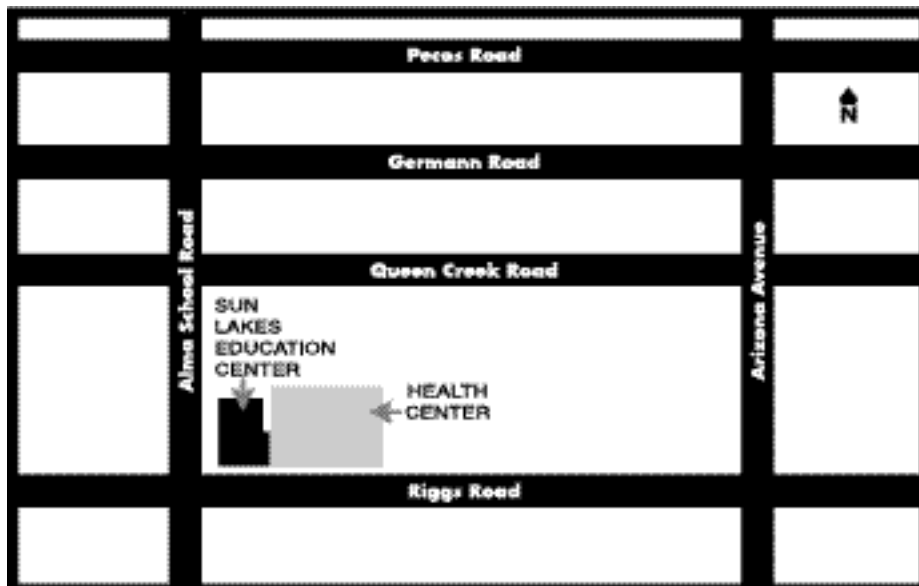 Pecos Road
N
Germann Road
Alma School Road
Arizona Avenue
Queen Creek Road
SUN
LAKES
EDUCATION
CENTER
HEALTH
CENTER
Riggs Road